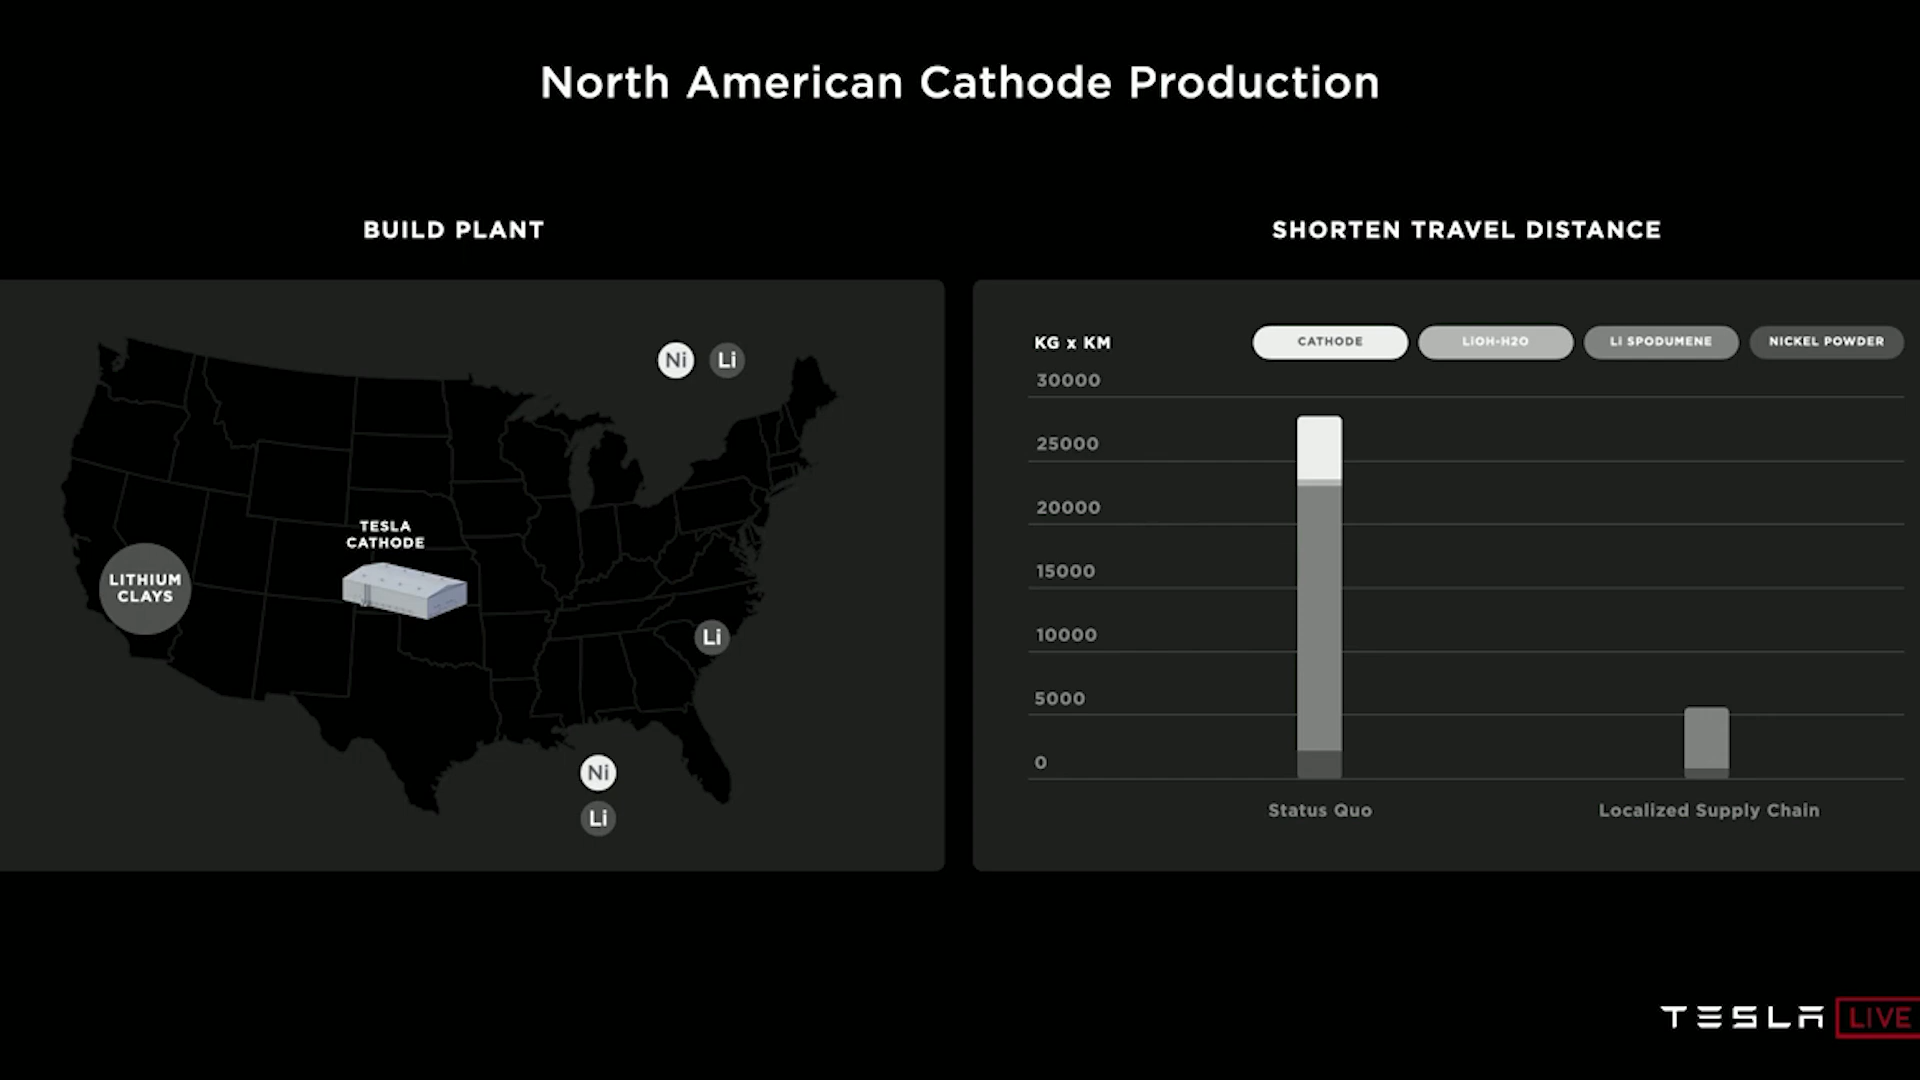 North American Cathode Production
BUILD PLANT
Ni
Li
TESLA
CATHODE
LITHIUM
CLAYS
Li
Ni
Li
SHORTEN TRAVEL DISTANCE
KG x KM
CATHODE
LiOH-H2O
Li SPODUMENE
NICKEL POWDER
30000
25000
20000
15000
10000
5000
0
Status Quo
Localized Supply Chain
TESLA LIVE